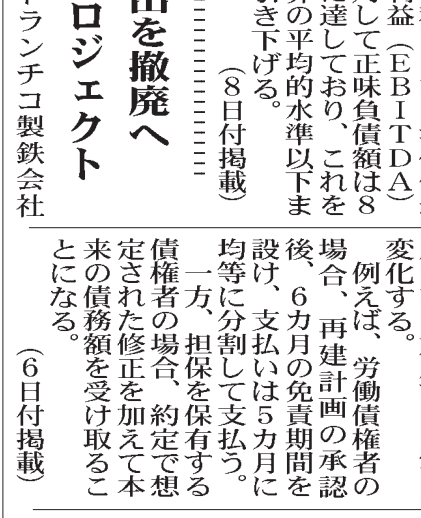 利益（ＥＢＩＴＤＡ）
対して正味負債額は８
に達しており、これを
界の平均的水準以下ま
引き下げる。
（８日付掲載）
出を撤廃へ
ロジェクト
トランチコ製鉄会社
変化する。
例えば、労働債権者の
場合、再建計画の承認
後、６カ月の免責期間を
設け、支払いは５カ月に
均等に分割して支払う。
一方、担保を保有する
債権者の場合、約定で想
定された修正を加えて本
来の債務額を受け取るこ
とになる。
（６日付掲載）